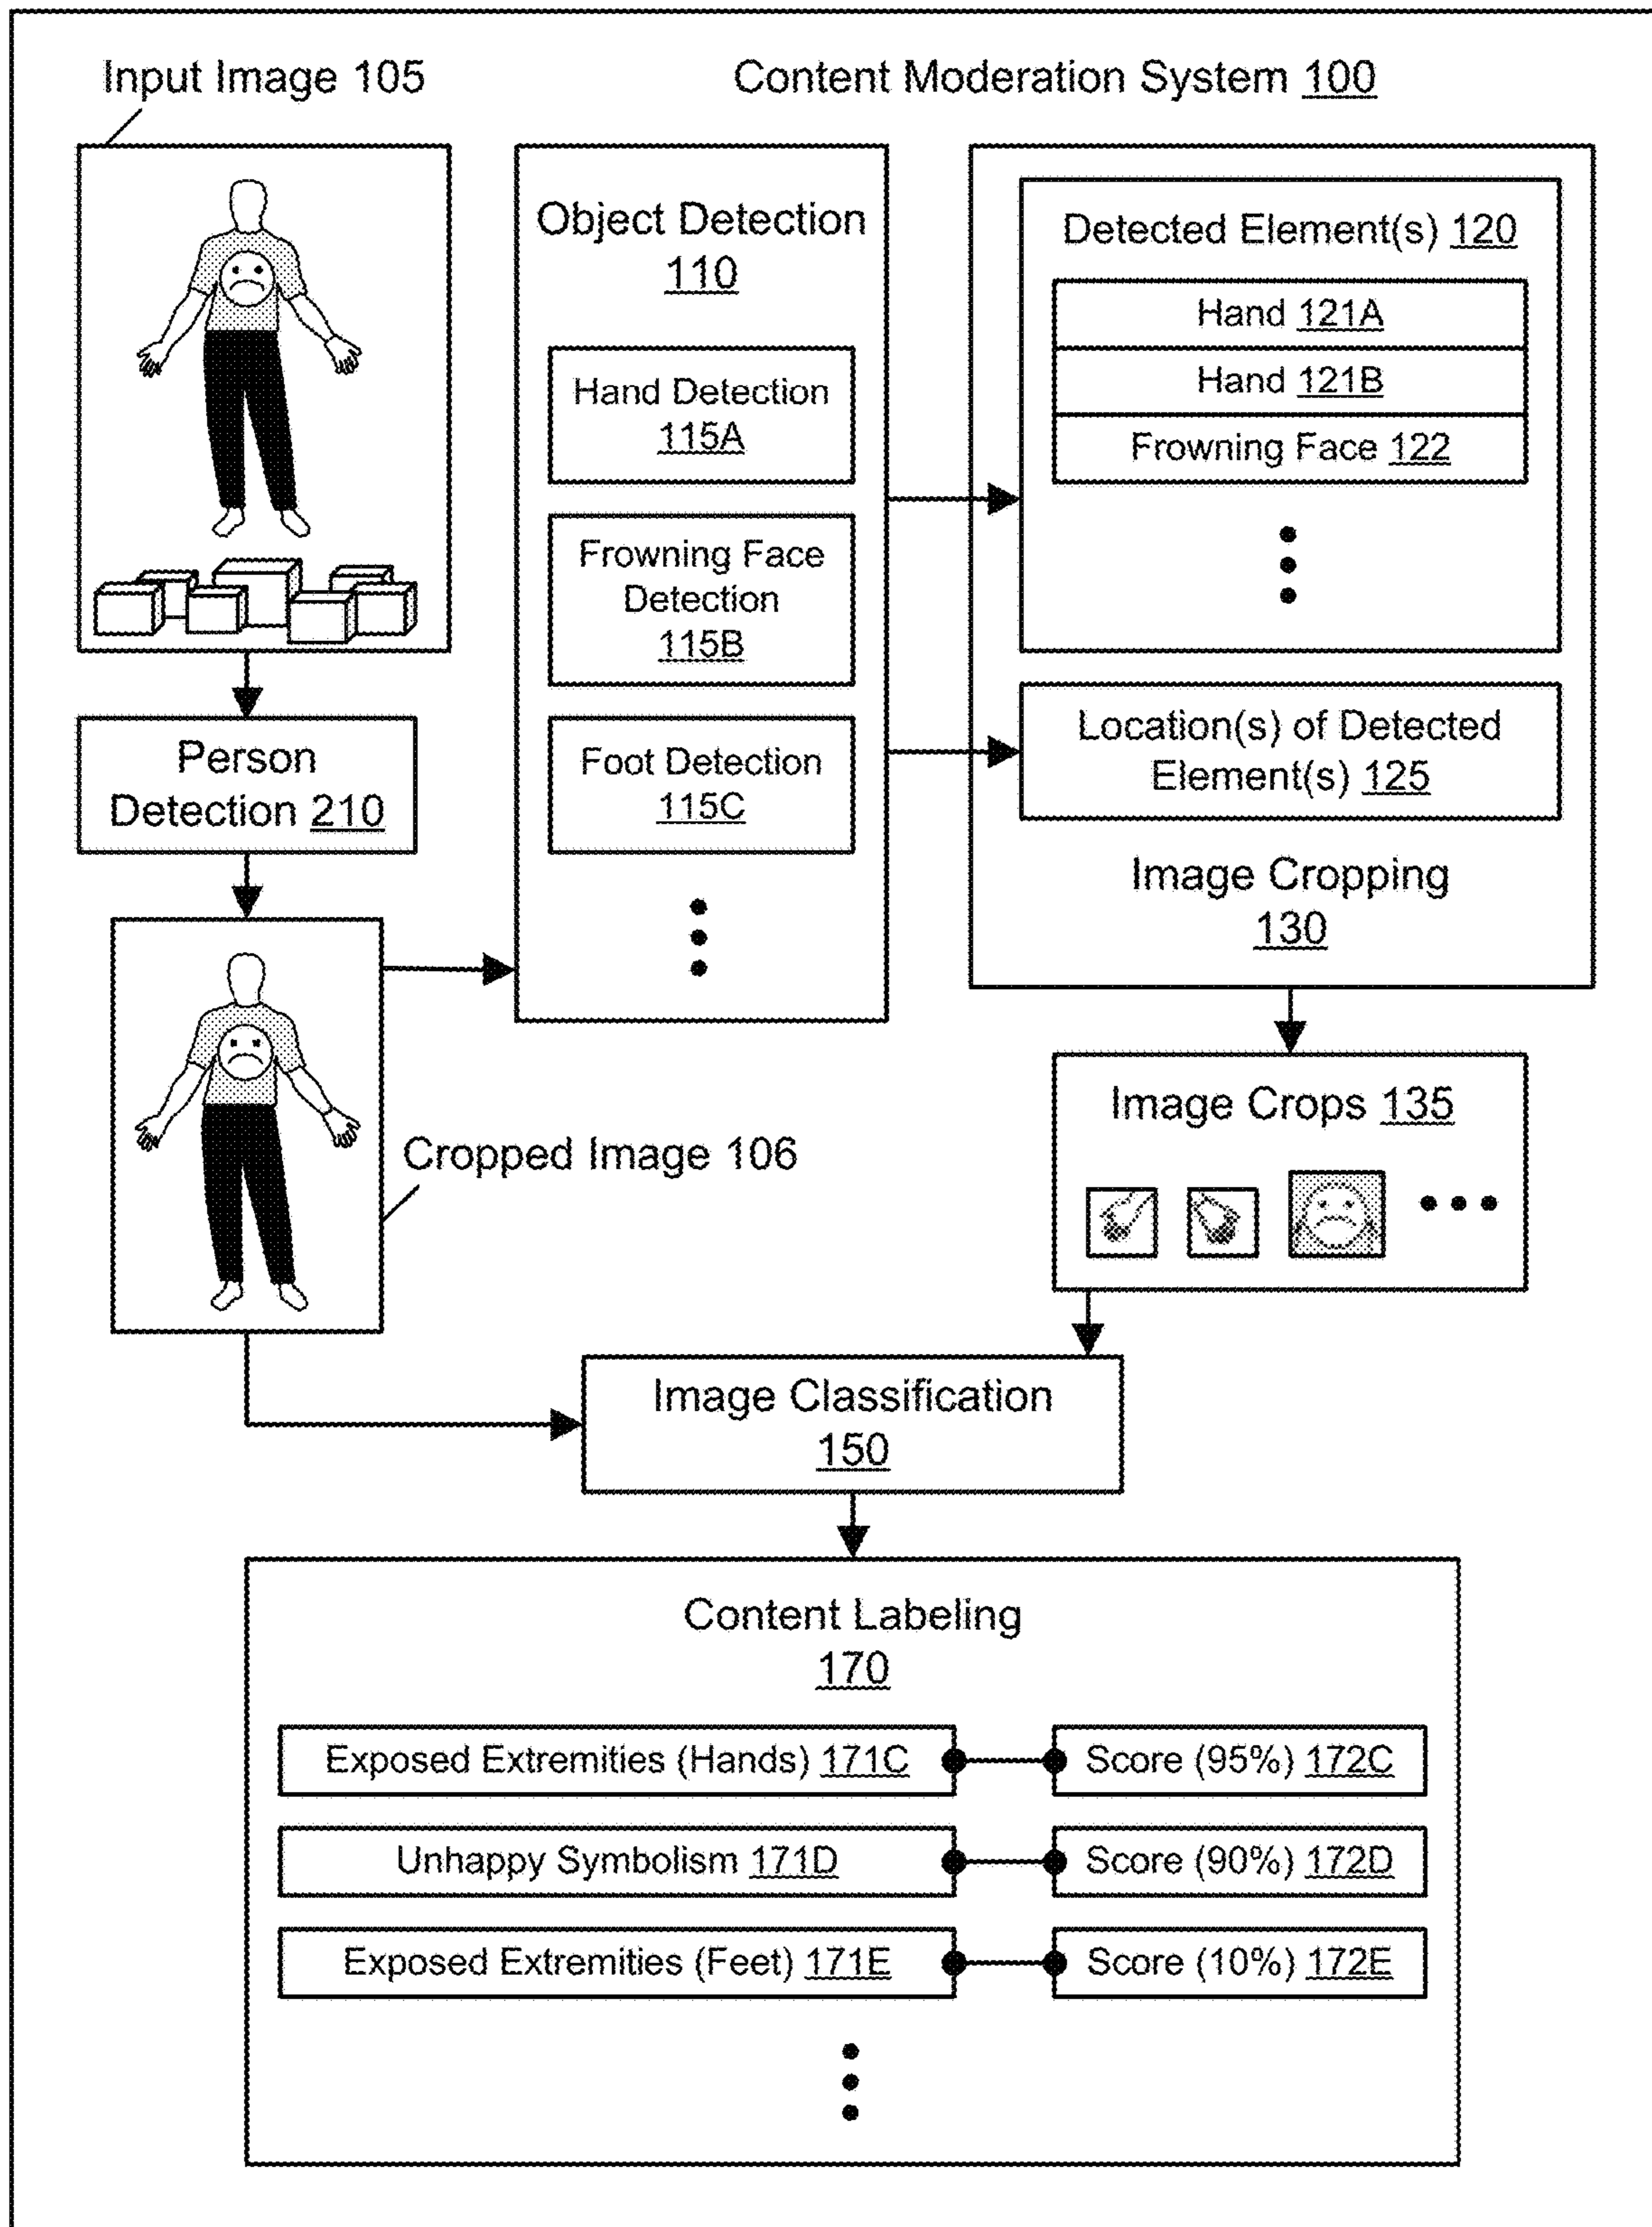 Input Image 105
Content Moderation System 100
Object Detection
110
Hand Detection
115A
Frowning Face
Detection
115B
Foot Detection
115C
Detected Element(s) 120
Hand 121A
Hand 121B
Frowning Face 122
Location(s) of Detected
Element(s) 125
Image Cropping
130
Person
Detection 210
Cropped Image 106
Image Crops 135
Image Classification
150
Content Labeling
170
Exposed Extremities (Hands) 171C
Score (95%) 172C
Unhappy Symbolism 171D
Score (90%) 172D
Exposed Extremities (Feet) 171E
Score (10%) 172E